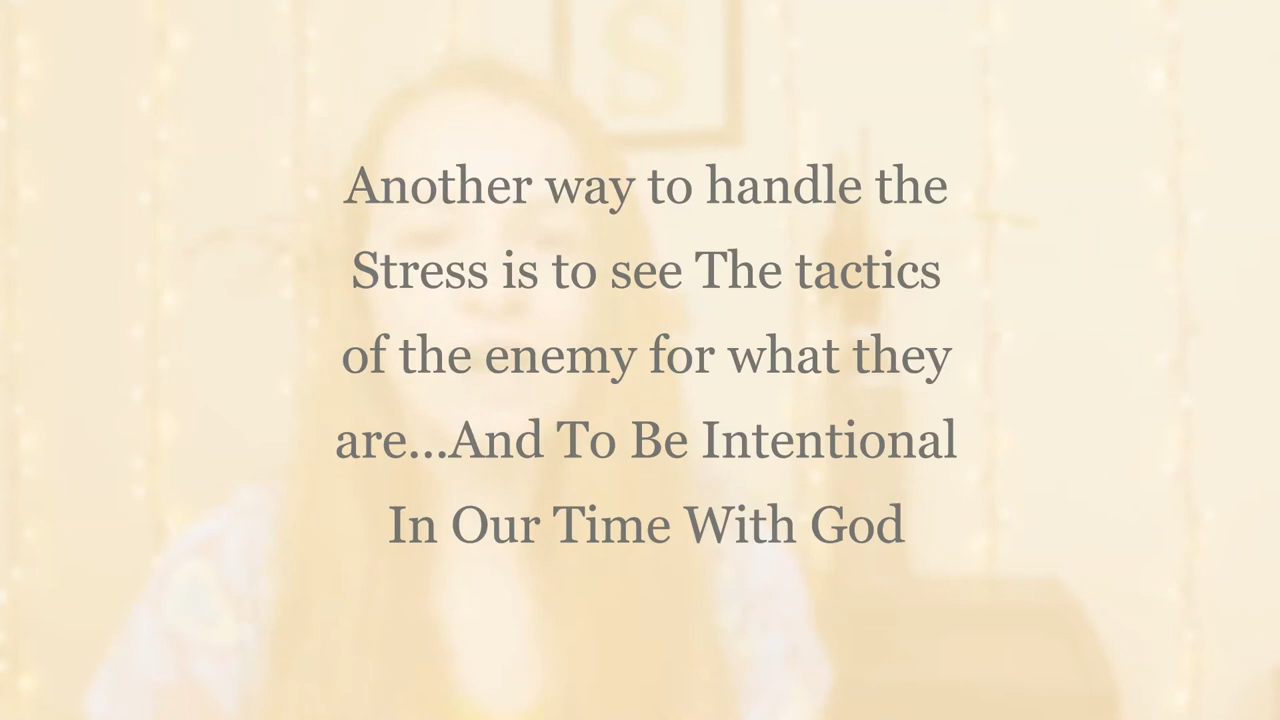 S
Another way to handle the
Stress is to see The tactics
of the enemy for what they
are...And To Be Intentional
In Our Time With God